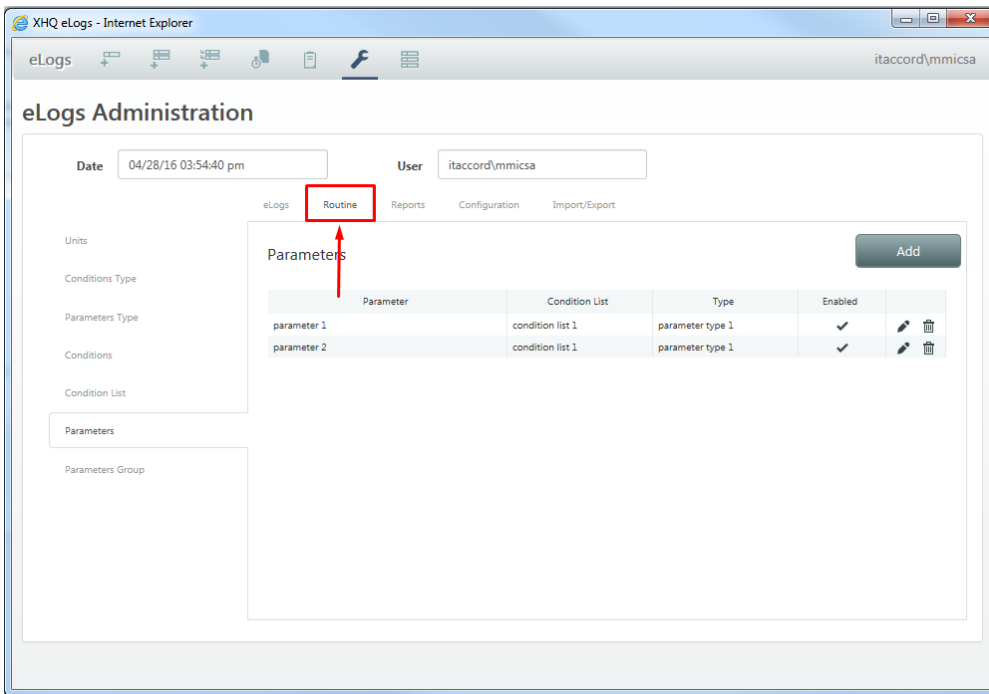 XHQ eLogs - Internet Explorer
eLogs itaccord\mmicsa
eLogs Administration
Date 04/28/16 03:54:40 pm User itaccord\mmicsa
eLogs Routine Reports Configuration Import/Export
Units
Conditions Type
Parameters Type
Conditions
Condition List
Parameters
Parameters Group
Parameters Add
Parameter Condition List Type Enabled
parameter 1 condition list 1 parameter type 1
parameter 2 condition list 1 parameter type 1